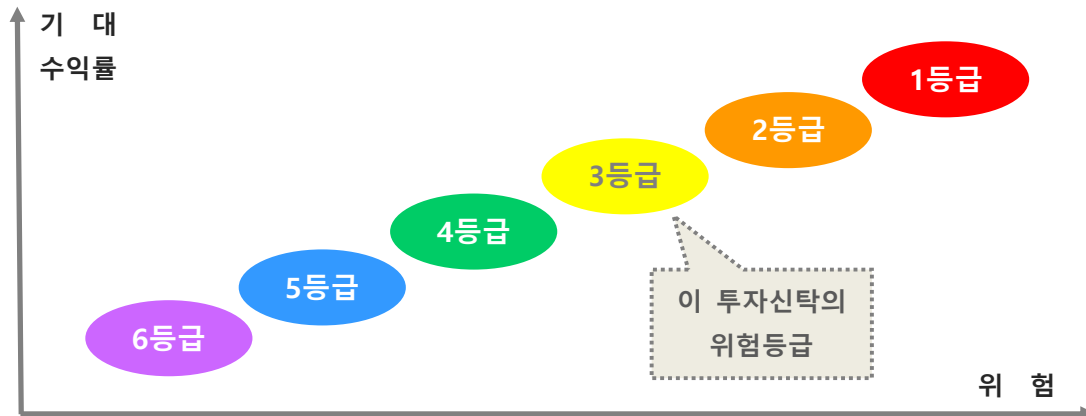 기 대
수익률
1등급
2등급
3등급
4등급
5등급
6등급
이 투자신탁의
위험등급
위 험